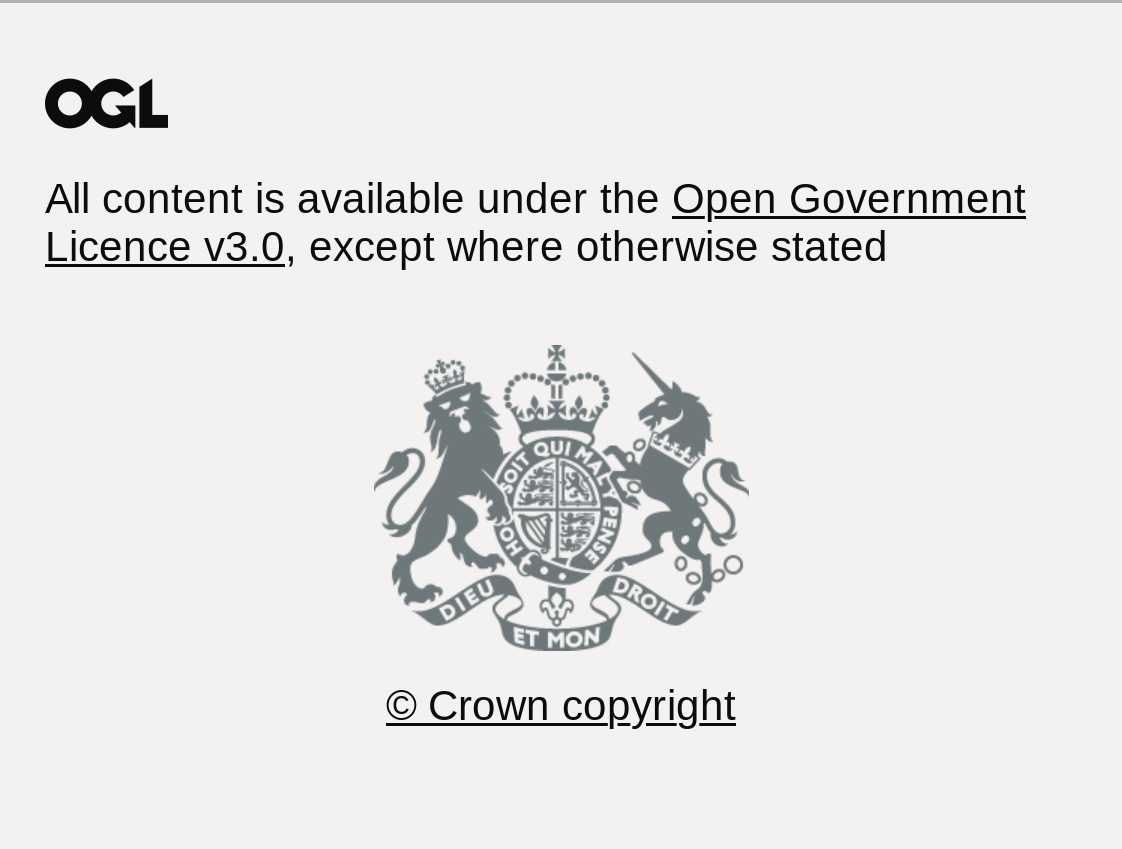 OGL
All content is available under the Open Government
Licence v3.0, except where otherwise stated
SOIT QUI MAL Y PENSE
HO
DIEU ET MON DROIT
© Crown copyright